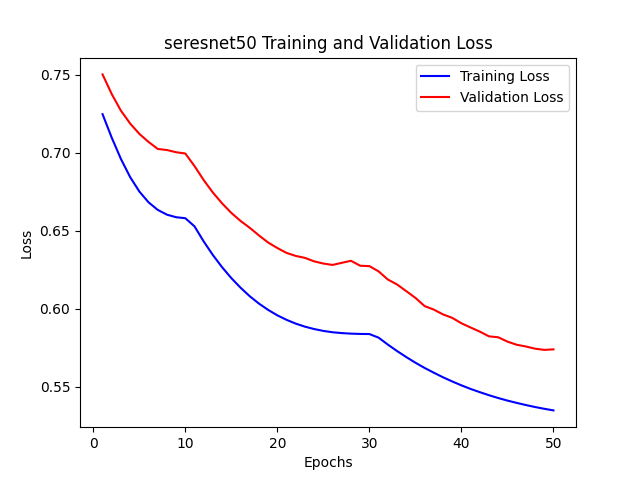 seresnet50 Training and Validation Loss
Training Loss
Validation Loss
0.75
0.70
0.65
0.60
0.55
Loss
0
10
20
30
40
50
Epochs